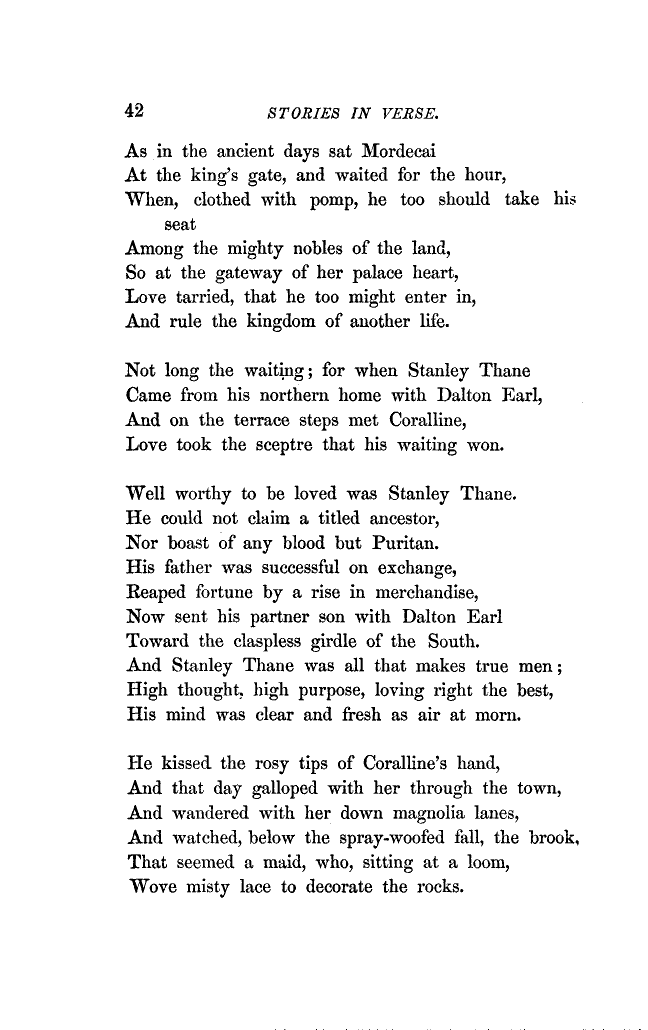 42 STORIES IN VERSE.
As in the ancient days sat Mordecai
At the king's gate, and waited for the hour,
When, clothed with pomp, he too should take his
seat
Among the mighty nobles of the land,
So at the gateway of her palace heart,
Love tarried, that he too might enter in,
And rule the kingdom of another life.

Not long the waiting; for when Stanley Thane
Came from his northern home with Dalton Earl,
And on the terrace steps met Coralline,
Love took the sceptre that his waiting won.

Well worthy to be loved was Stanley Thane.
He could not claim a titled ancestor,
Nor boast of any blood but Puritan.
His father was successful on exchange,
Reaped fortune by a rise in merchandise,
Now sent his partner son with Dalton Earl
Toward the claspless girdle of the South.
And Stanley Thane was all that makes true men;
High thought, high purpose, loving right the best,
His mind was clear and fresh as air at morn.

He kissed the rosy tips of Coralline's hand,
And that day galloped with her through the town,
And wandered with her down magnolia lanes,
And watched, below the spray-woofed fall, the brook,
That seemed a maid, who, sitting at a loom,
Wove misty lace to decorate the rocks.